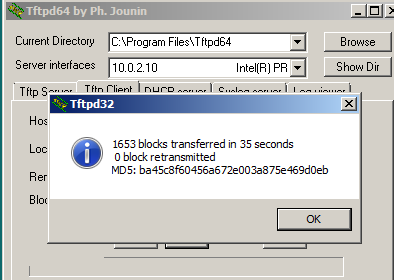 Tftpd64 by Ph. Jounin
Current Directory C:\Program Files\Tftpd64 Browse
Server interfaces 10.0.2.10 Intel(R) PR Show Dir
Tftp Server Tftp Client DHCP server Syslog server Log viewer
Tftpd32
1653 blocks transferred in 35 seconds
0 block retransmitted
MD5: ba45c8f60456a672e003a875e469d0eb
OK
Hos
Loc
Rem
Bloc